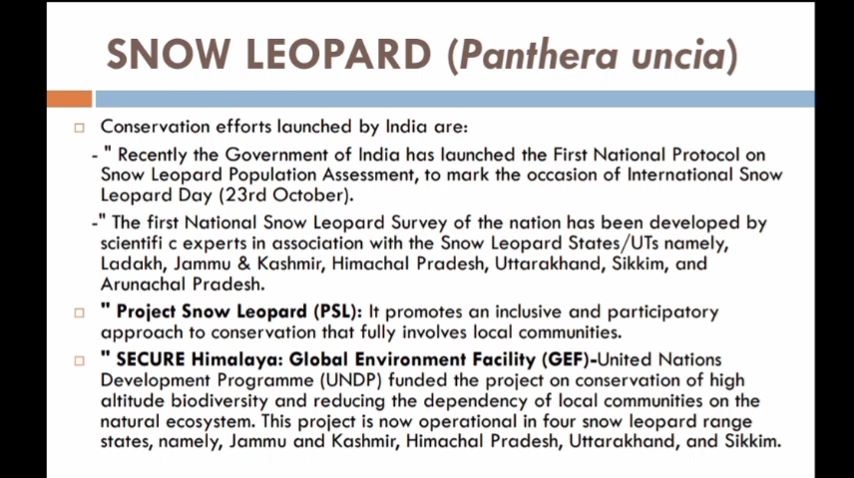 SNOW LEOPARD (Panthera uncia)
Conservation efforts launched by India are:
- " Recently the Government of India has launched the First National Protocol on
Snow Leopard Population Assessment, to mark the occasion of International Snow
Leopard Day (23rd October).
-" The first National Snow Leopard Survey of the nation has been developed by
scientifi c experts in association with the Snow Leopard States/UTs namely,
Ladakh, Jammu & Kashmir, Himachal Pradesh, Uttarakhand, Sikkim, and
Arunachal Pradesh.
" Project Snow Leopard (PSL): It promotes an inclusive and participatory
approach to conservation that fully involves local communities.
" SECURE Himalaya: Global Environment Facility (GEF)-United Nations
Development Programme (UNDP) funded the project on conservation of high
altitude biodiversity and reducing the dependency of local communities on the
natural ecosystem. This project is now operational in four snow leopard range
states, namely, Jammu and Kashmir, Himachal Pradesh, Uttarakhand, and Sikkim.